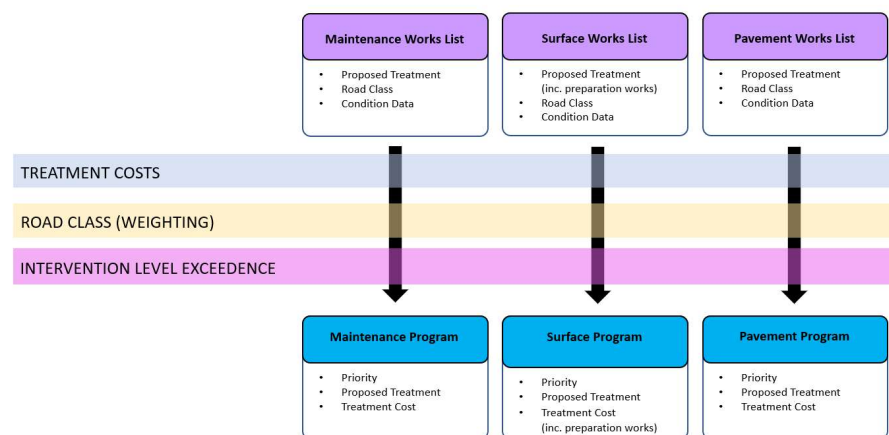 Maintenance Works List
• Proposed Treatment
• Road Class
• Condition Data
Surface Works List
• Proposed Treatment
(inc. preparation works)
• Road Class
• Condition Data
Pavement Works List
• Proposed Treatment
• Road Class
• Condition Data
TREATMENT COSTS
ROAD CLASS (WEIGHTING)
INTERVENTION LEVEL EXCEEDENCE
Maintenance Program
• Priority
• Proposed Treatment
• Treatment Cost
Surface Program
• Priority
• Proposed Treatment
• Treatment Cost
(inc. preparation works)
Pavement Program
• Priority
• Proposed Treatment
• Treatment Cost